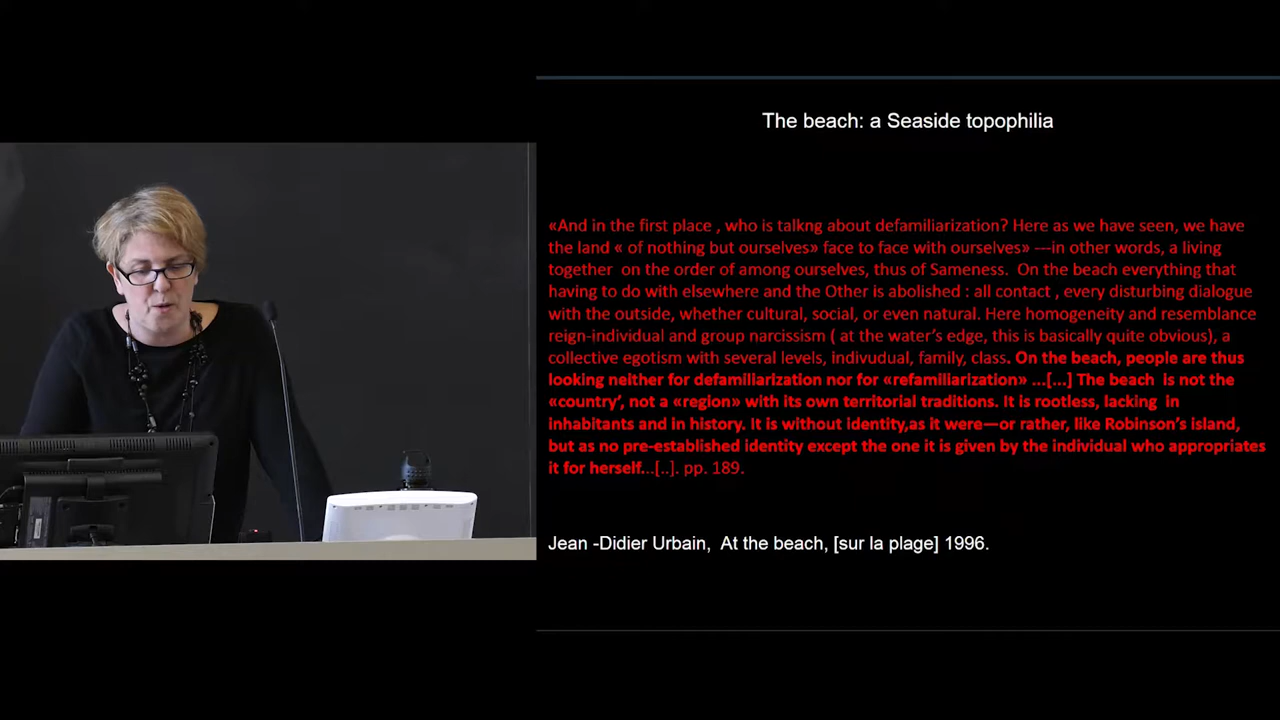 The beach: a Seaside topophilia
«And in the first place , who is talkng about defamiliarization? Here as we have seen, we have
the land « of nothing but ourselves» face to face with ourselves» ---in other words, a living
together  on the order of among ourselves, thus of Sameness.  On the beach everything that
having to do with elsewhere and the Other is abolished : all contact , every disturbing dialogue
with the outside, whether cultural, social, or even natural. Here homogeneity and resemblance
reign-individual and group narcissism ( at the water's edge, this is basically quite obvious), a
collective egotism with several levels, indivudual, family, class. On the beach, people are thus
looking neither for defamiliarization nor for «refamiliarization» ...[...] The beach  is not the
«country', not a «region» with its own territorial traditions. It is rootless, lacking  in
inhabitants and in history. It is without identity,as it were—or rather, like Robinson's island,
but as no pre-established identity except the one it is given by the individual who appropriates
it for herself...[..]. pp. 189.
Jean -Didier Urbain,  At the beach, [sur la plage] 1996.